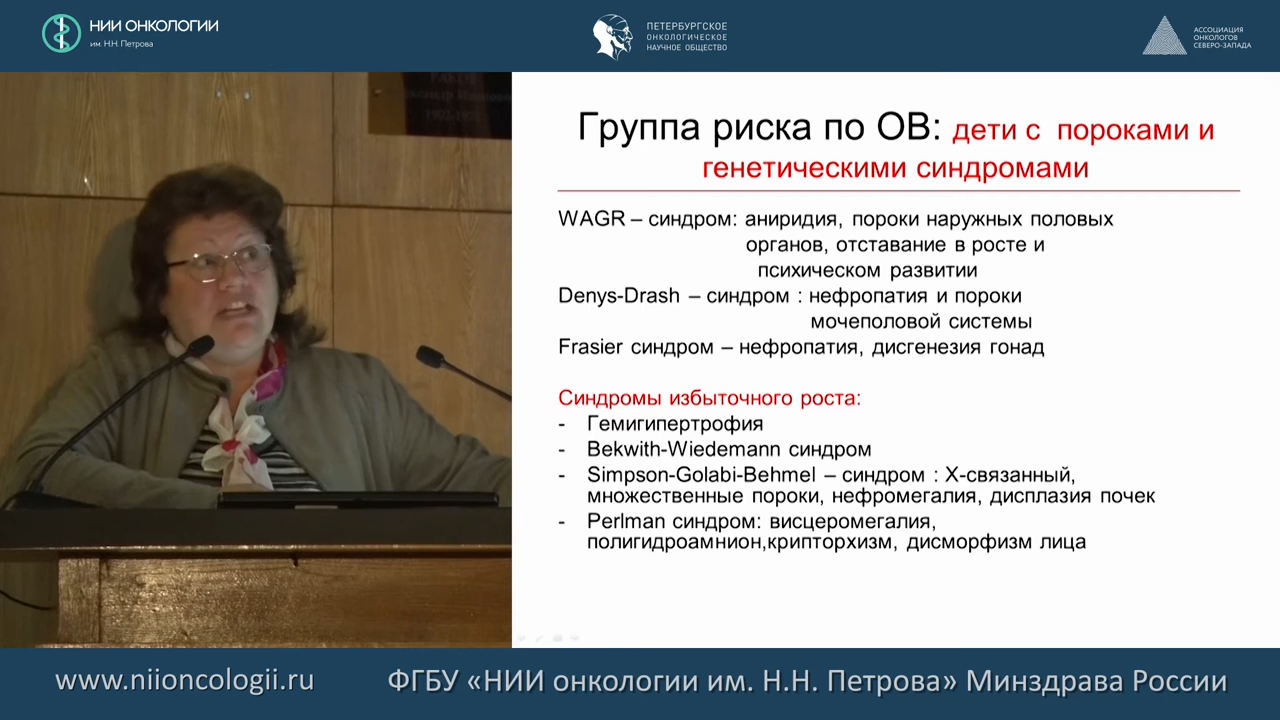 НИИ ОНКОЛОГИИ
им. Н.Н. Петрова
ПЕТЕРБУРГСКОЕ
ОНКОЛОГИЧЕСКОЕ
НАУЧНОЕ ОБЩЕСТВО
АССОЦИАЦИЯ
ОНКОЛОГОВ
СЕВЕРО-ЗАПАДА
Группа риска по ОВ: дети с пороками и
генетическими синдромами
WAGR – синдром: аниридия, пороки наружных половых
органов, отставание в росте и
психическом развитии
Denys-Drash – синдром : нефропатия и пороки
мочеполовой системы
Frasier синдром – нефропатия, дисгенезия гонад
Синдромы избыточного роста:
- Гемигипертрофия
- Bekwith-Wiedemann синдром
- Simpson-Golabi-Behmel – синдром : Х-связанный,
множественные пороки, нефромегалия, дисплазия почек
- Perlman синдром: висцеромегалия,
полигидроамнион,крипторхизм, дисморфизм лица
www.niioncologii.ru
ФГБУ «НИИ онкологии им. Н.Н. Петрова» Минздрава России